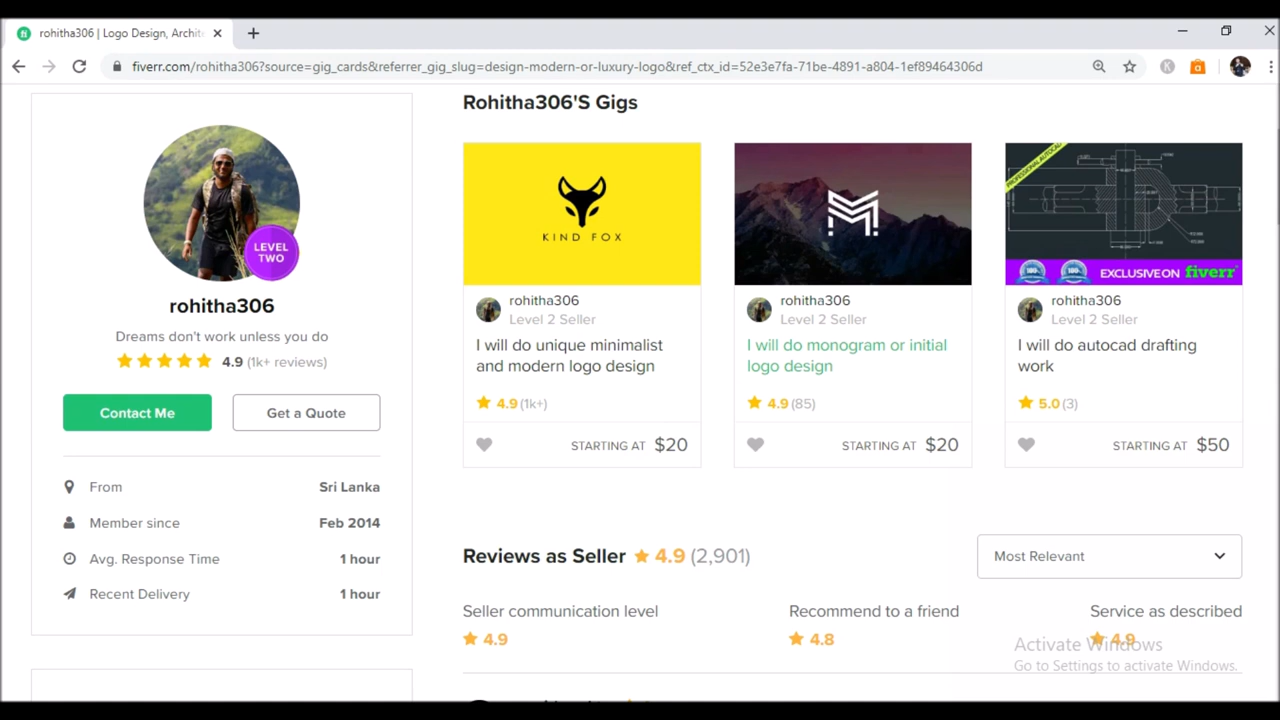 rohitha306 | Logo Design, Archit
fiverr.com/rohitha306?source=gig_cards&referrer_gig_slug=design-modern-or-luxury-logo&ref_ctx_id=52e3e7fa-71be-4891-a804-1ef89464306d
LEVEL
TWO
rohitha306
Dreams don't work unless you do
4.9 (1k+ reviews)
Contact Me
Get a Quote
From Sri Lanka
Member since Feb 2014
Avg. Response Time 1 hour
Recent Delivery 1 hour
Rohitha306'S Gigs
KIND FOX
rohitha306
Level 2 Seller
I will do unique minimalist
and modern logo design
4.9 (1k+)
STARTING AT $20
rohitha306
Level 2 Seller
I will do monogram or initial
logo design
4.9 (85)
STARTING AT $20
PROFESSIONAL AUTOCAD
100%
100%
EXCLUSIVE ON fiverr
rohitha306
Level 2 Seller
I will do autocad drafting
work
5.0 (3)
STARTING AT $50
Reviews as Seller 4.9 (2,901)
Most Relevant
Seller communication level
4.9
Recommend to a friend
4.8
Service as described
4.9
Activate Windows
Go to Settings to activate Windows.